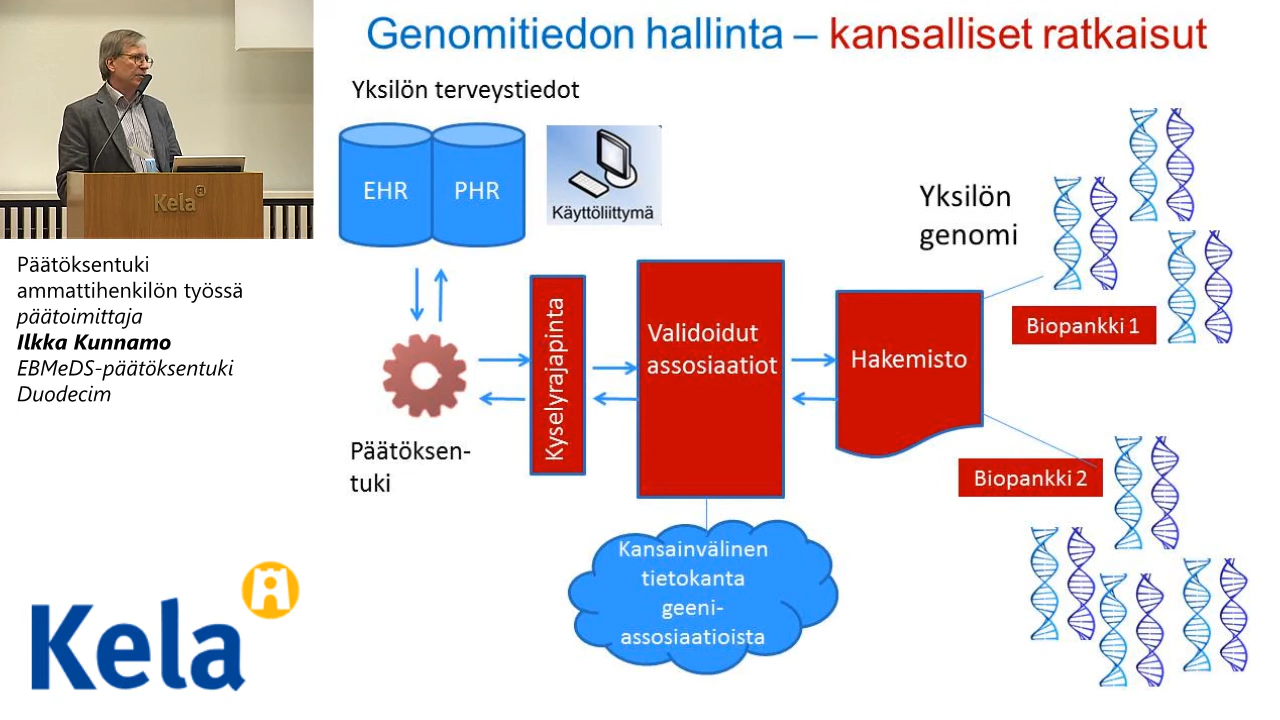 Genomitiedon hallinta – kansalliset ratkaisut
Kela
Päätöksentuki
ammattihenkilön työssä
päätoimittaja
Ilkka Kunnamo
EBMeDS-päätöksentuki
Duodecim
Kela
Yksilön terveystiedot
EHR
PHR
Käyttöliittymä
Päätöksen-
tuki
Kyselyrajapinta
Validoidut
assosiaatiot
Hakemisto
Yksilön
genomi
Biopankki 1
Biopankki 2
Kansainvälinen
tietokanta
geeni-
assosiaatioista